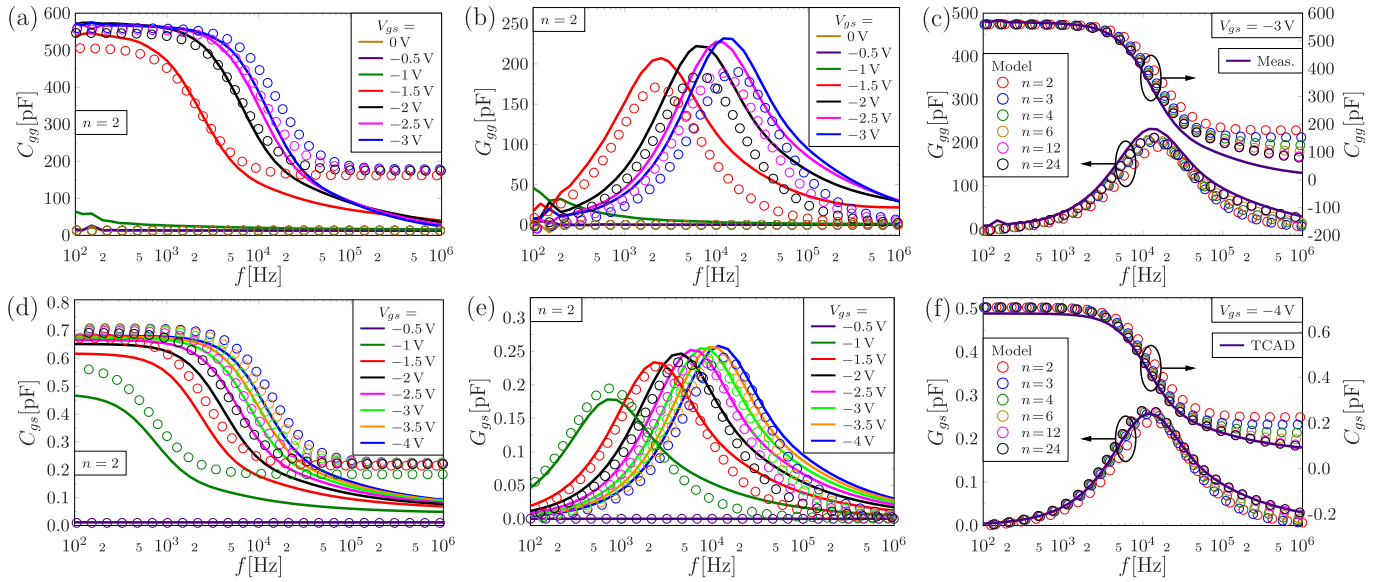 (a)
C_gg[pF]
600
500
400
300
200
100
0
n = 2
V_gs =
0 V
−0.5 V
−1 V
−1.5 V
−2 V
−2.5 V
−3 V
10^2 2 5 10^3 2 5 10^4 2 5 10^5 2 5 10^6
f[Hz]
(b)
G_gg[pF]
250
200
150
100
50
0
n = 2
V_gs =
0 V
−0.5 V
−1 V
−1.5 V
−2 V
−2.5 V
−3 V
10^2 2 5 10^3 2 5 10^4 2 5 10^5 2 5 10^6
f[Hz]
(c)
G_gg[pF]
500
400
300
200
100
0
V_gs = −3 V
Meas.
Model
n = 2
n = 3
n = 4
n = 6
n = 12
n = 24
600
500
400
300
200
100
0
-100
-200
C_gg[pF]
10^2 2 5 10^3 2 5 10^4 2 5 10^5 2 5 10^6
f[Hz]
(d)
C_gs[pF]
0.8
0.7
0.6
0.5
0.4
0.3
0.2
0.1
0.0
n = 2
V_gs =
−0.5 V
−1 V
−1.5 V
−2 V
−2.5 V
−3 V
−3.5 V
−4 V
10^2 2 5 10^3 2 5 10^4 2 5 10^5 2 5 10^6
f[Hz]
(e)
G_gs[pF]
0.3
0.25
0.2
0.15
0.1
0.05
0.0
n = 2
V_gs =
−0.5 V
−1 V
−1.5 V
−2 V
−2.5 V
−3 V
−3.5 V
−4 V
10^2 2 5 10^3 2 5 10^4 2 5 10^5 2 5 10^6
f[Hz]
(f)
G_gs[pF]
0.5
0.4
0.3
0.2
0.1
0.0
V_gs = −4 V
TCAD
Model
n = 2
n = 3
n = 4
n = 6
n = 12
n = 24
0.6
0.4
0.2
0.0
-0.2
C_gs[pF]
10^2 2 5 10^3 2 5 10^4 2 5 10^5 2 5 10^6
f[Hz]